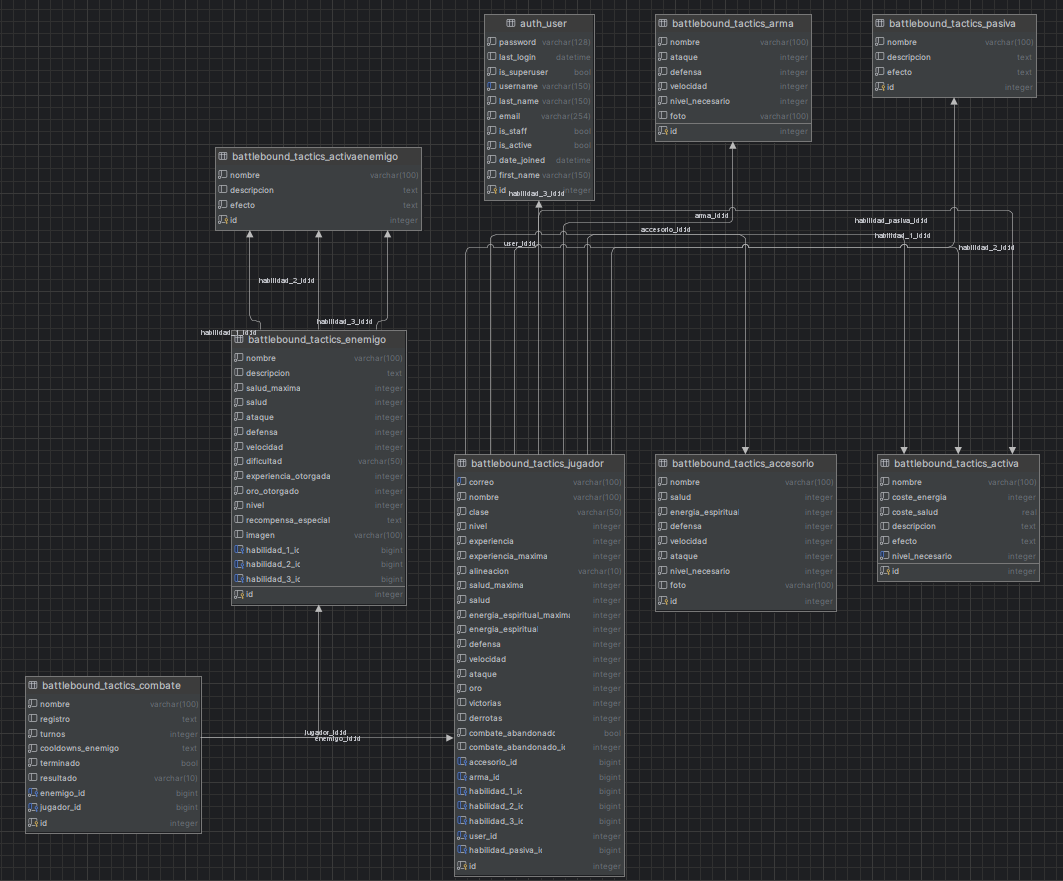 auth_user
password varchar(128)
last_login datetime
is_superuser bool
username varchar(150)
last_name varchar(150)
email varchar(254)
is_staff bool
is_active bool
date_joined datetime
first_name varchar(150)
id integer
battlebound_tactics_arma
nombre varchar(100)
ataque integer
defensa integer
velocidad integer
nivel_necesario integer
foto varchar(100)
id integer
battlebound_tactics_pasiva
nombre varchar(100)
descripcion text
efecto text
id integer
battlebound_tactics_activaenemigo
nombre varchar(100)
descripcion text
efecto text
id integer
habilidad_3_id:id
arma_id:id
habilidad_pasiva_id:id
accesorio_id:id
habilidad_1_id:id
user_id:id
habilidad_2_id:id
habilidad_2_id:id
habilidad_3_id:id
habilidad_1_id:id
battlebound_tactics_enemigo
nombre varchar(100)
descripcion text
salud_maxima integer
salud integer
ataque integer
defensa integer
velocidad integer
dificultad varchar(50)
experiencia_otorgada integer
oro_otorgado integer
nivel integer
recompensa_especial text
imagen varchar(100)
habilidad_1_id bigint
habilidad_2_id bigint
habilidad_3_id bigint
id integer
battlebound_tactics_jugador
correo varchar(100)
nombre varchar(100)
clase varchar(50)
nivel integer
experiencia integer
experiencia_maxima integer
alineacion varchar(10)
salud_maxima integer
salud integer
energia_espiritual_maxima integer
energia_espiritual integer
defensa integer
velocidad integer
ataque integer
oro integer
victorias integer
derrotas integer
combate_abandonado bool
combate_abandonado_id integer
accesorio_id bigint
arma_id bigint
habilidad_1_id bigint
habilidad_2_id bigint
habilidad_3_id bigint
user_id integer
habilidad_pasiva_id bigint
id integer
battlebound_tactics_accesorio
nombre varchar(100)
salud integer
energia_espiritual integer
defensa integer
velocidad integer
ataque integer
nivel_necesario integer
foto varchar(100)
id integer
battlebound_tactics_activa
nombre varchar(100)
coste_energia integer
coste_salud real
descripcion text
efecto text
nivel_necesario integer
id integer
battlebound_tactics_combate
nombre varchar(100)
registro text
turnos integer
cooldowns_enemigo text
terminado bool
resultado varchar(10)
enemigo_id bigint
jugador_id bigint
id integer
jugador_id:id
enemigo_id:id